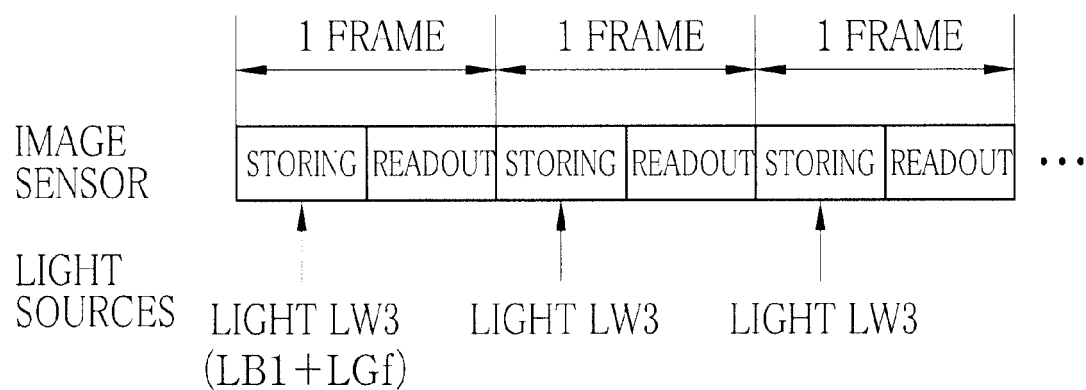 1 FRAME 1 FRAME 1 FRAME
IMAGE
SENSOR
STORING READOUT STORING READOUT STORING READOUT ...
LIGHT
SOURCES
LIGHT LW3 LIGHT LW3 LIGHT LW3
(LB1+LGf)